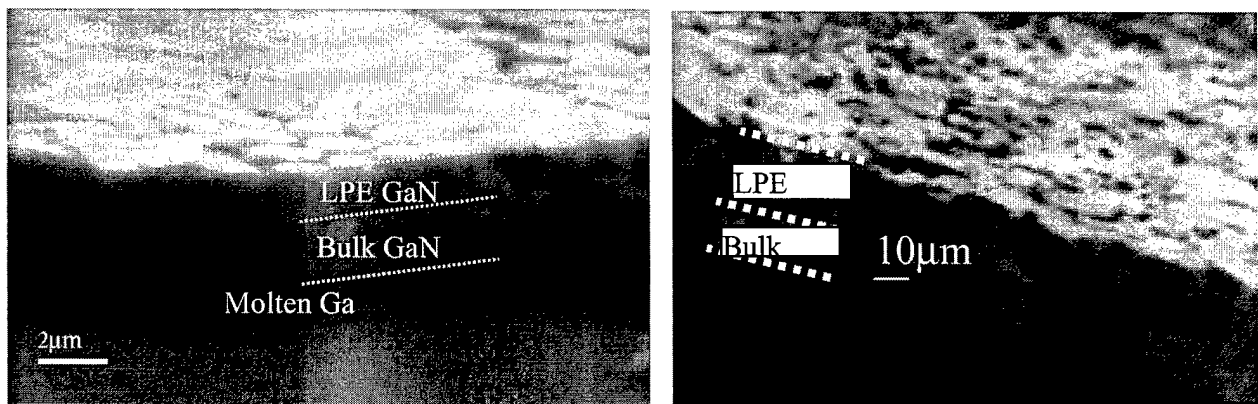 LPE GaN
Bulk GaN
Molten Ga
2μm
LPE
Bulk
10μm